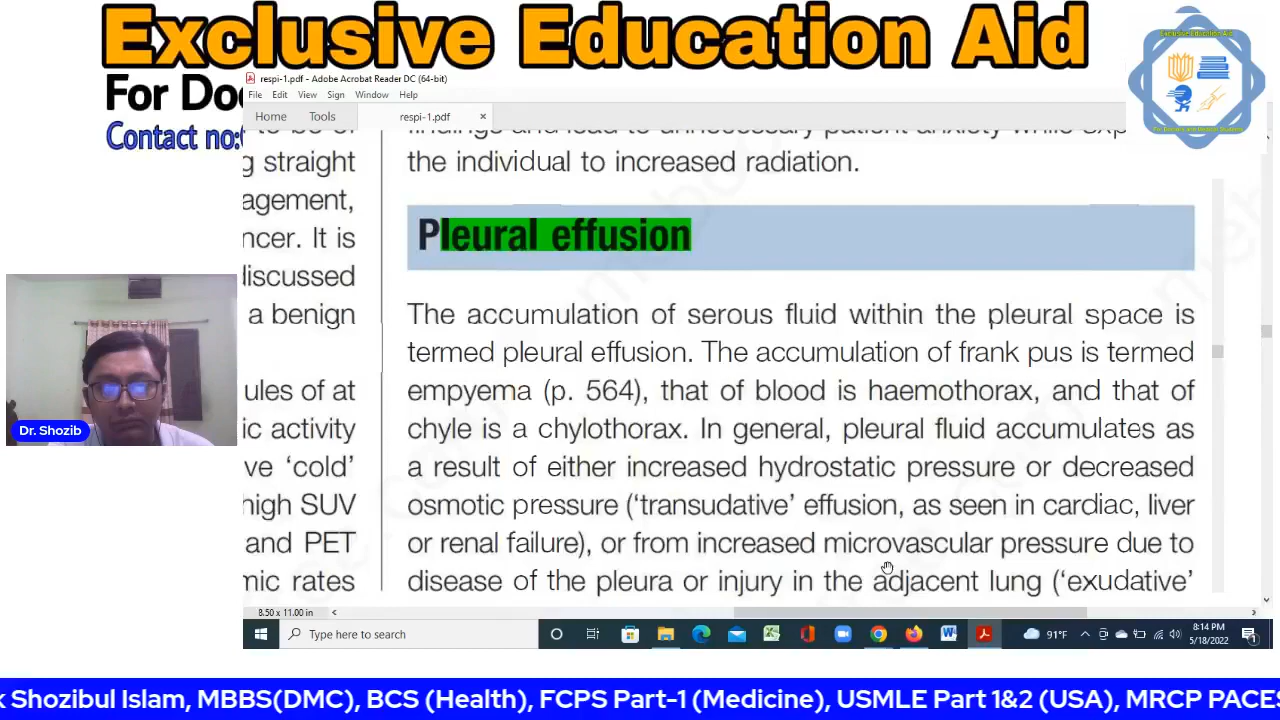 Exclusive Education Aid
For Do
Contact no:
respi-1.pdf - Adobe Acrobat Reader DC (64-bit)
File Edit View Sign Window Help
Home Tools respi-1.pdf ×
the individual to increased radiation.
g straight
agement,
ncer. It is
discussed
a benign
ules of at
ic activity
ve ‘cold’
high SUV
and PET
mic rates
Pleural effusion
The accumulation of serous fluid within the pleural space is
termed pleural effusion. The accumulation of frank pus is termed
empyema (p. 564), that of blood is haemothorax, and that of
chyle is a chylothorax. In general, pleural fluid accumulates as
a result of either increased hydrostatic pressure or decreased
osmotic pressure (‘transudative’ effusion, as seen in cardiac, liver
or renal failure), or from increased microvascular pressure due to
disease of the pleura or injury in the adjacent lung (‘exudative’
Dr. Shozib
8.50 x 11.00 in
Type here to search
91°F
8:14 PM
5/18/2022
k Shozibul Islam, MBBS(DMC), BCS (Health), FCPS Part-1 (Medicine), USMLE Part 1&2 (USA), MRCP PACES